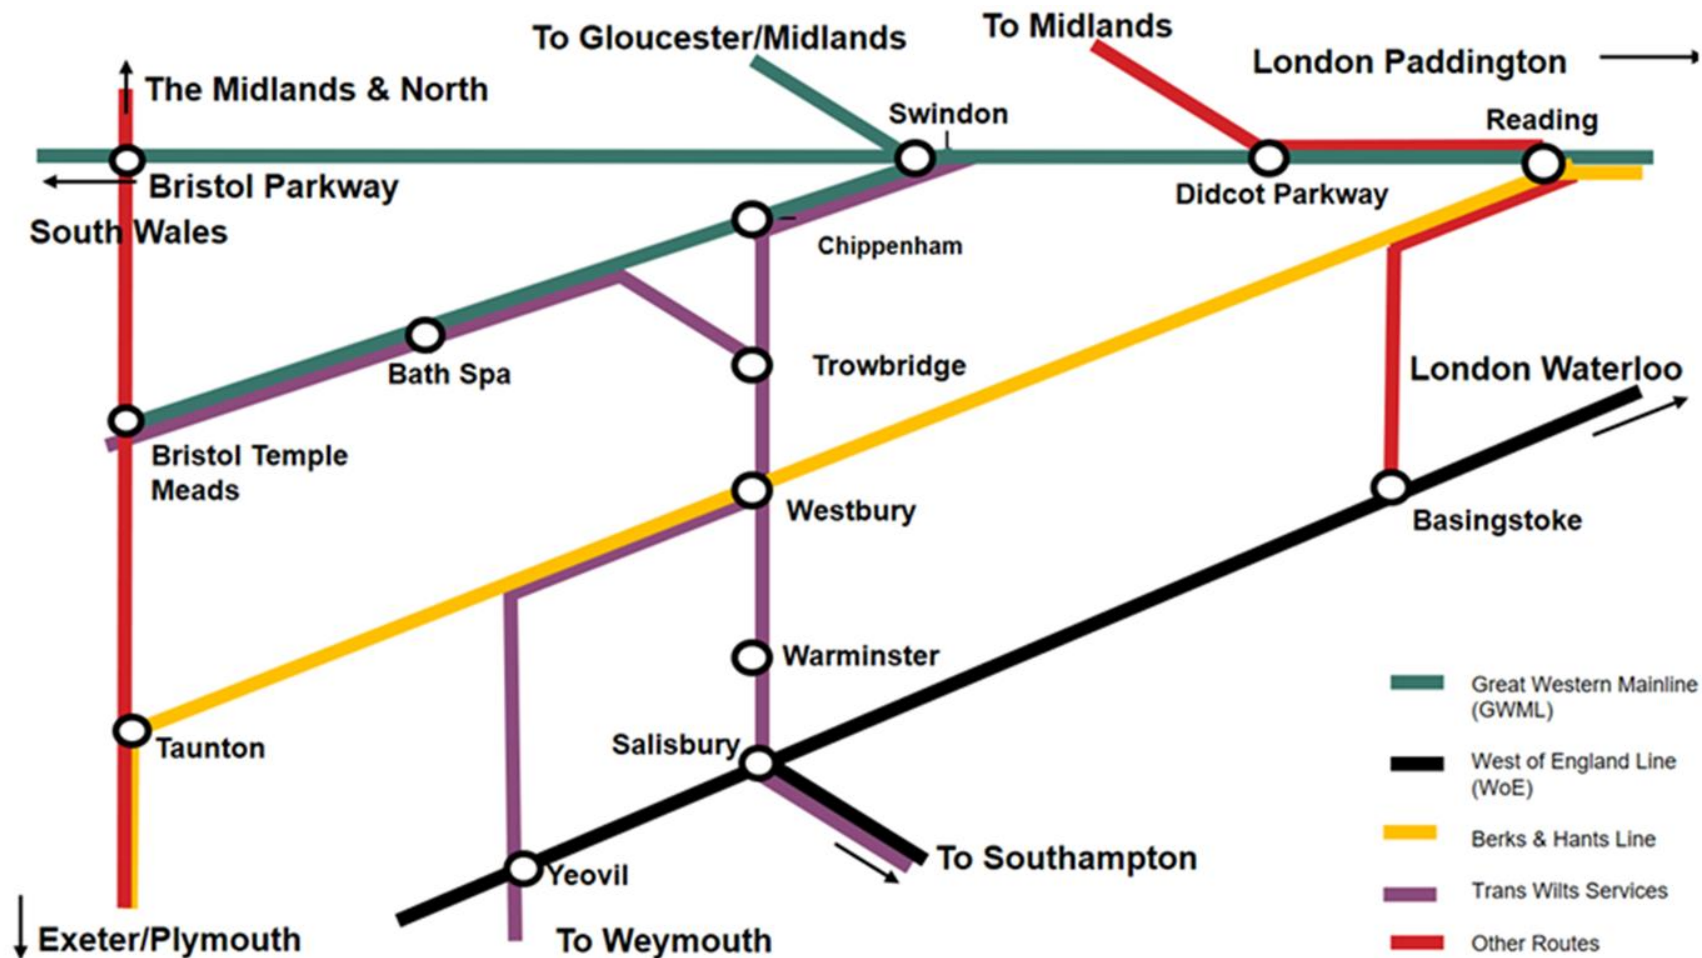 To Gloucester/Midlands
To Midlands
London Paddington
The Midlands & North
Swindon
Reading
Bristol Parkway
Didcot Parkway
South Wales
Chippenham
Bath Spa
Trowbridge
London Waterloo
Bristol Temple
Meads
Westbury
Basingstoke
Warminster
Salisbury
Taunton
Yeovil
To Southampton
Exeter/Plymouth
To Weymouth
Great Western Mainline
(GWML)
West of England Line
(WoE)
Berks & Hants Line
Trans Wilts Services
Other Routes